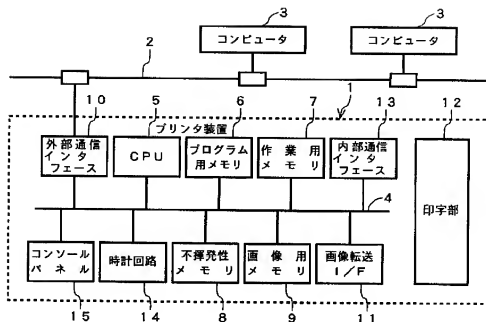 3
3
コンピュータ
コンピュータ
2
10
5
6
7
1
13
12
プリンタ装置
外部通信
インタ
フェース
CPU
プログラム
用メモリ
作業用
メモリ
内部通信
インタ
フェース
印字部
4
コンソール
パネル
時計回路
不揮発性
メモリ
画像用
メモリ
画像転送
I/F
15
14
8
9
11